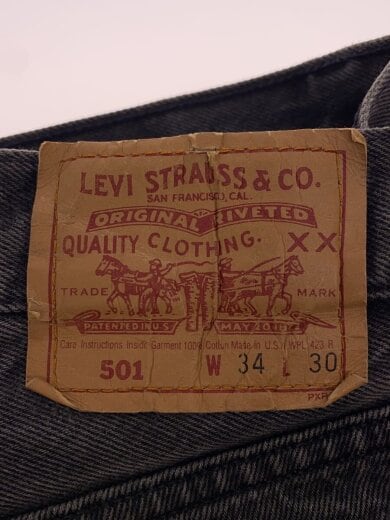 LEVI STRAUSS & CO.
SAN FRANCISCO, CAL.
ORIGINAL RIVETED
QUALITY CLOTHING. XX
TRADE MARK
PATENTED IN U.S. MAY 20 1873
Care Instructions Inside Garment 100% Cotton Made in U.S. WPL 423 R
501 W 34 L 30